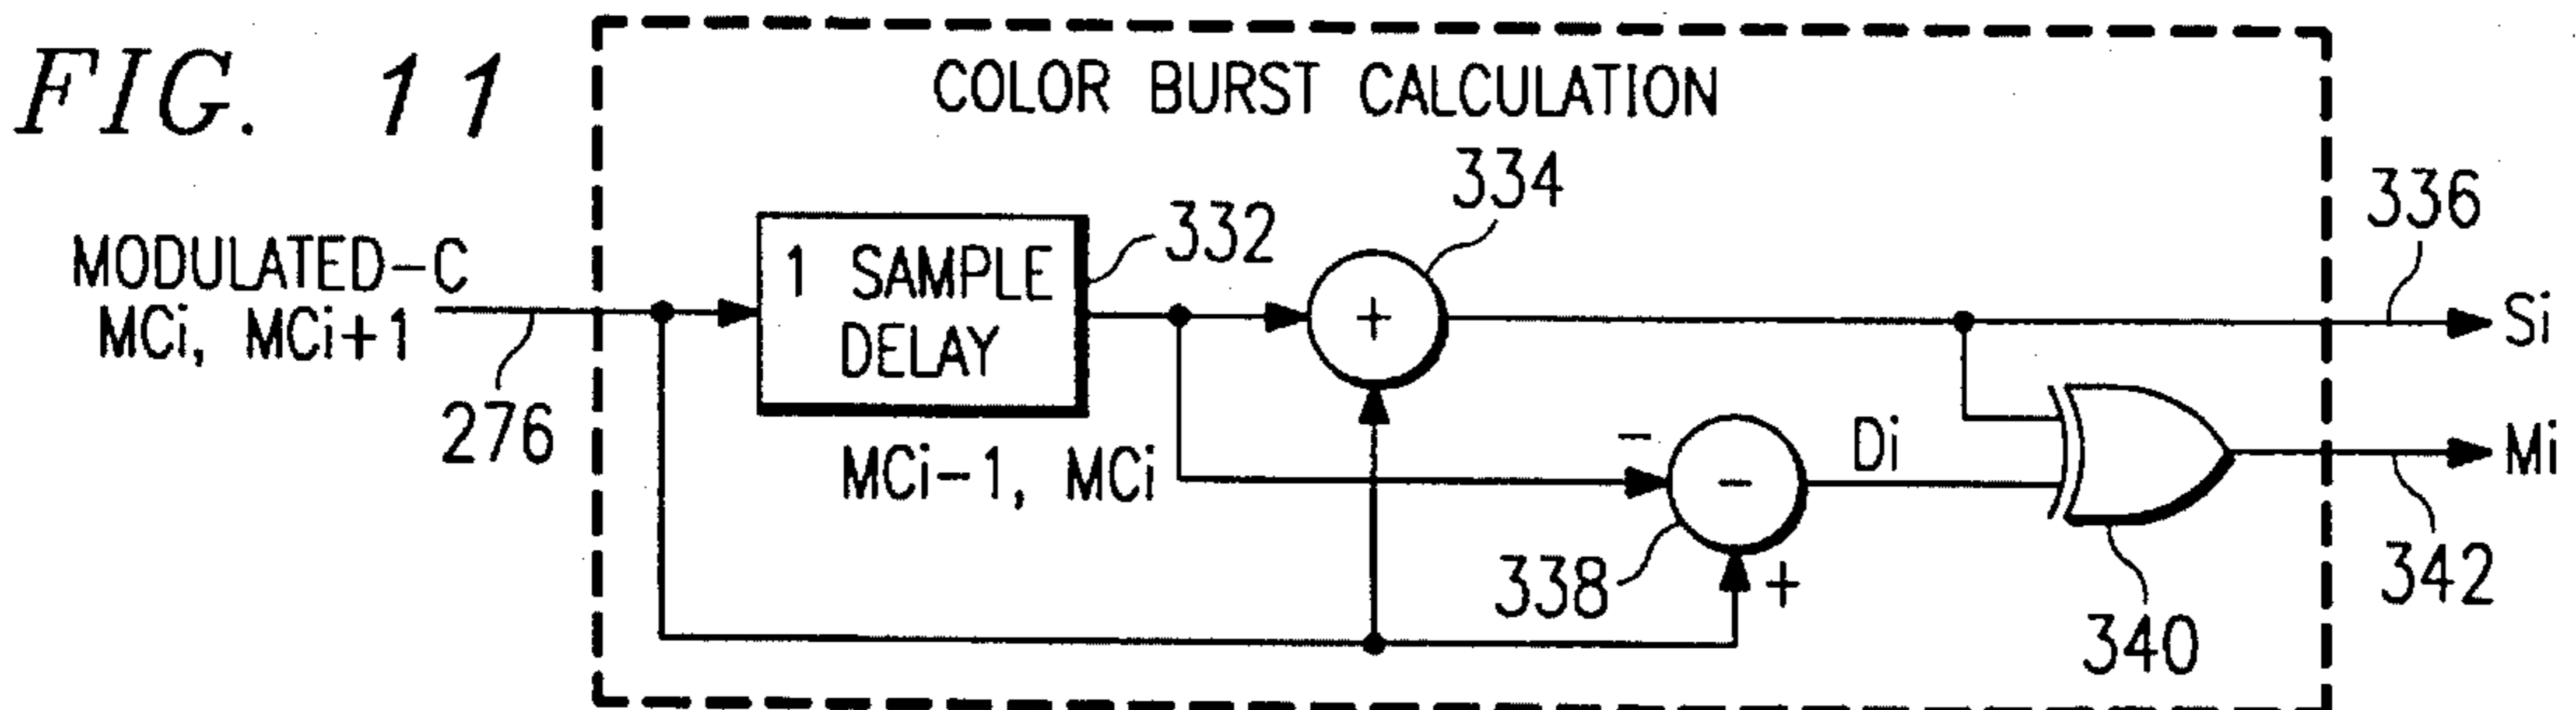 FIG. 11
COLOR BURST CALCULATION
MODULATED-C
MCi, MCi+1
276
1 SAMPLE
DELAY
332
MCi-1, MCi
334
+
336
Si
-
-
+
338
Di
340
Mi
342